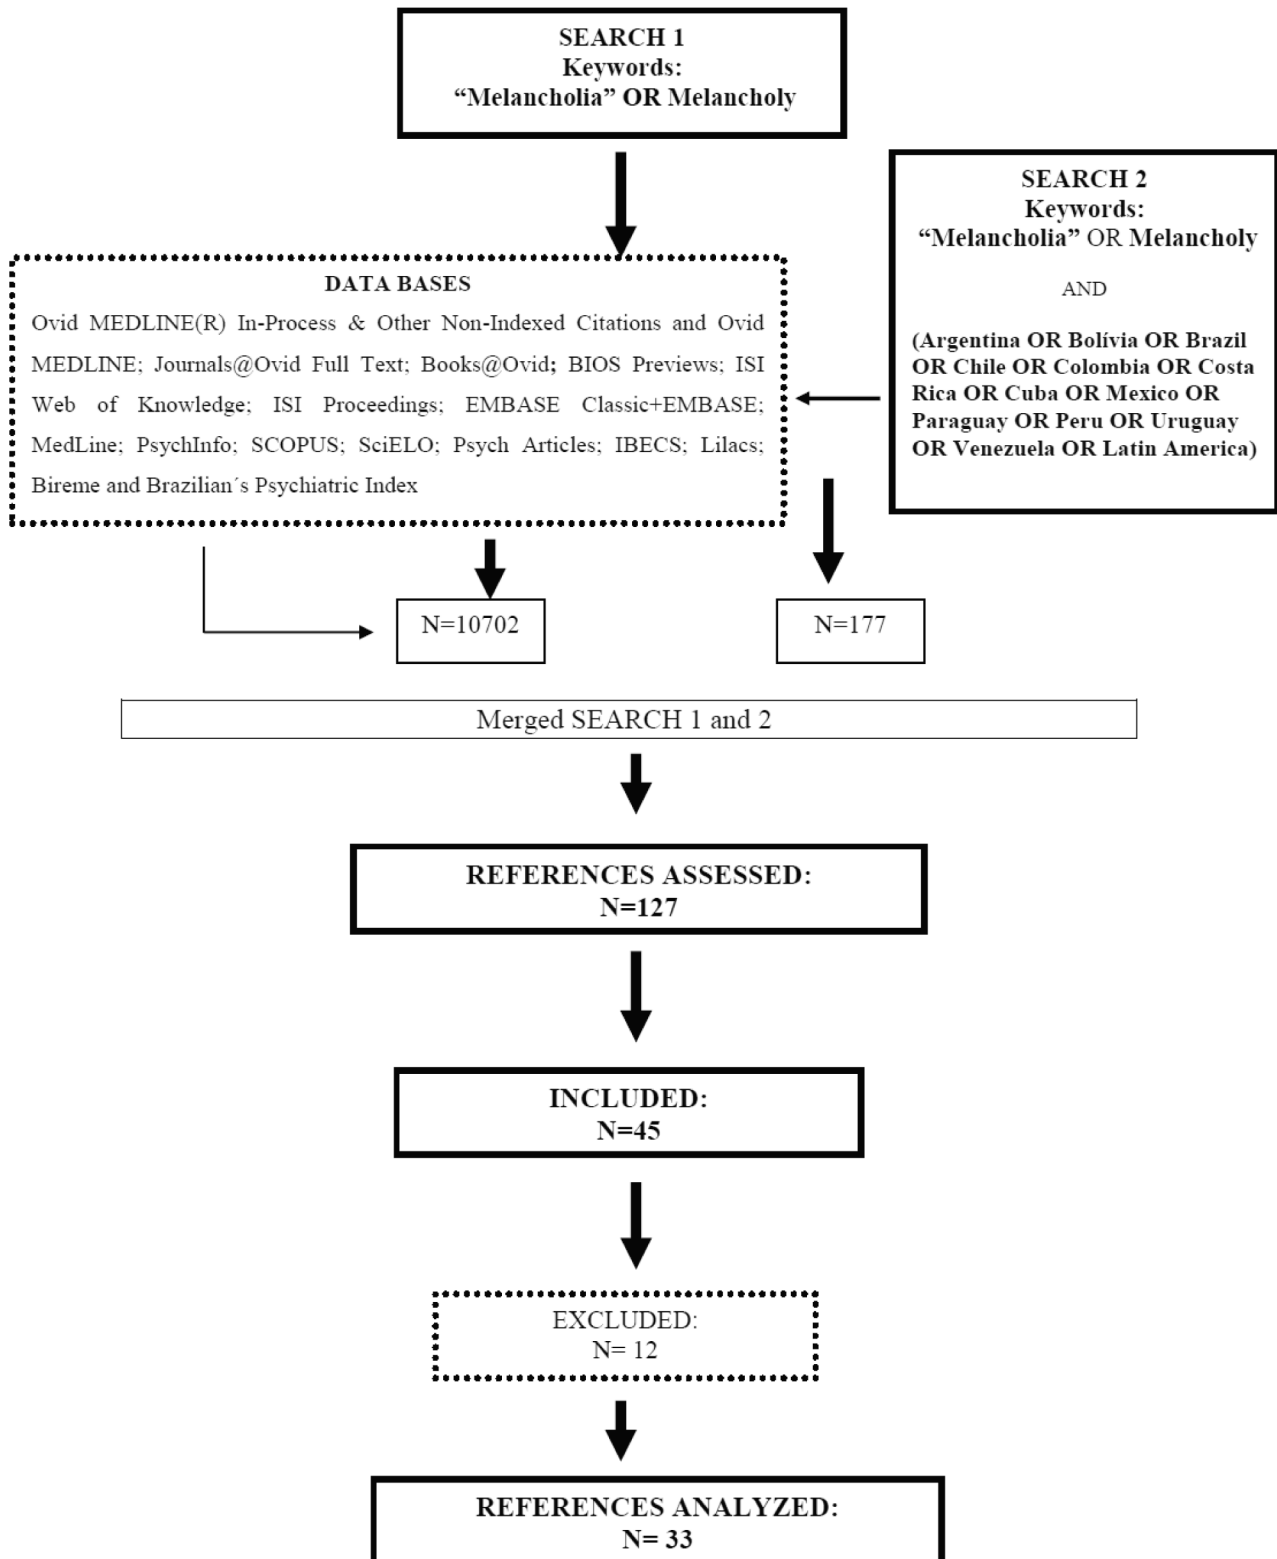 SEARCH 1
Keywords:
“Melancholia” OR Melancholy
SEARCH 2
Keywords:
“Melancholia” OR Melancholy
AND
(Argentina OR Bolívia OR Brazil
OR Chile OR Colombia OR Costa
Rica OR Cuba OR Mexico OR
Paraguay OR Peru OR Uruguay
OR Venezuela OR Latin America)
DATA BASES
Ovid MEDLINE(R) In-Process & Other Non-Indexed Citations and Ovid
MEDLINE; Journals@Ovid Full Text; Books@Ovid; BIOS Previews; ISI
Web of Knowledge; ISI Proceedings; EMBASE Classic+EMBASE;
MedLine; PsychInfo; SCOPUS; SciELO; Psych Articles; IBECS; Lilacs;
Bireme and Brazilian´s Psychiatric Index
N=10702
N=177
Merged SEARCH 1 and 2
REFERENCES ASSESSED:
N=127
INCLUDED:
N=45
EXCLUDED:
N= 12
REFERENCES ANALYZED:
N= 33